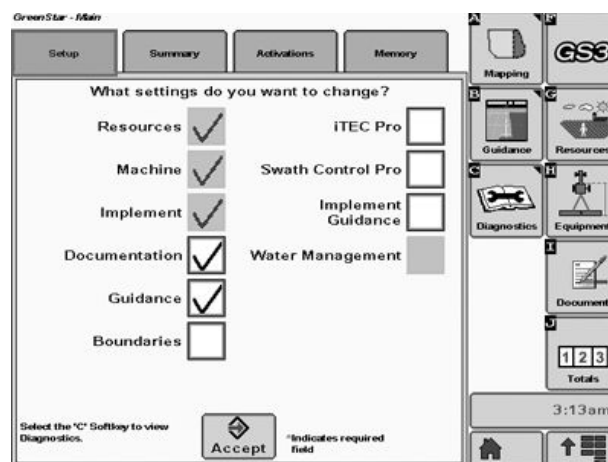 GreenStar - Main
Setup
Summary
Activations
Memory
What settings do you want to change?
Resources
Machine
Implement
Documentation
Guidance
Boundaries
iTEC Pro
Swath Control Pro
Implement
Guidance
Water Management
Select the "C" Softkey to view
Diagnostics.
Accept
*Indicates required
field
A
Mapping
F
GS3
B
Guidance
G
Resources
C
Diagnostics
H
Equipment
I
Document
J
1 2 3
Totals
3:13am